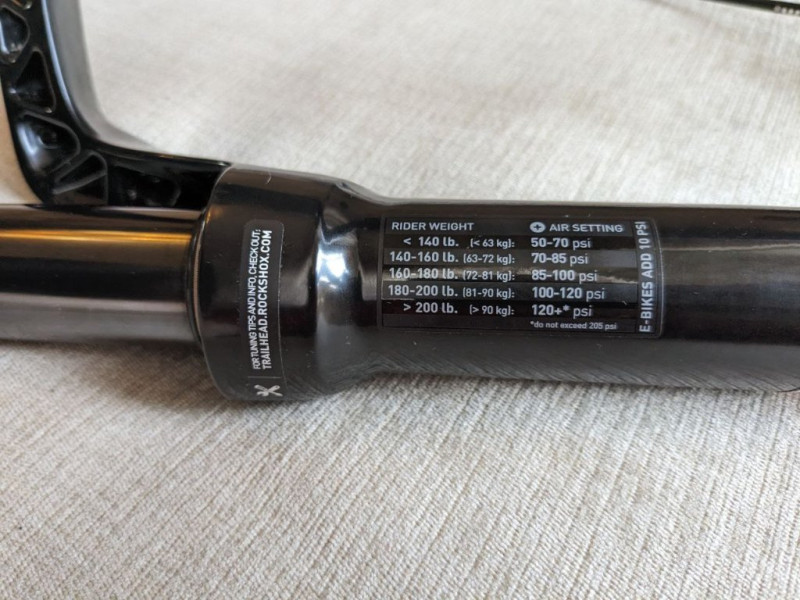 FOR TUNING TIPS AND INFO, CHECK OUT:
TRAILHEAD.ROCKSHOX.COM
RIDER WEIGHT AIR SETTING
< 140 lb. (< 63 kg): 50-70 psi
140-160 lb. (63-72 kg): 70-85 psi
160-180 lb. (72-81 kg): 85-100 psi
180-200 lb. (81-90 kg): 100-120 psi
> 200 lb. (> 90 kg): 120+* psi
*do not exceed 205 psi
E-BIKES ADD 10 PSI